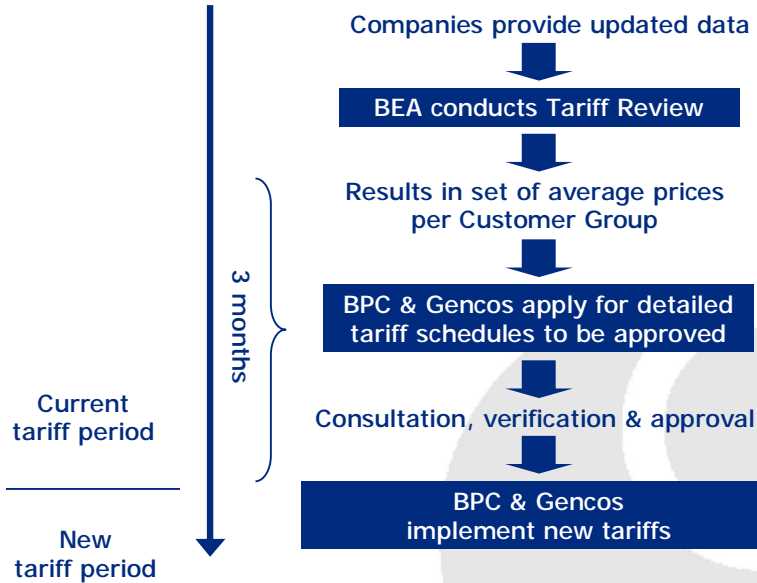 Companies provide updated data
BEA conducts Tariff Review
Results in set of average prices
per Customer Group
3 months
BPC & Gencos apply for detailed
tariff schedules to be approved
Current
tariff period
Consultation, verification & approval
BPC & Gencos
implement new tariffs
New
tariff period